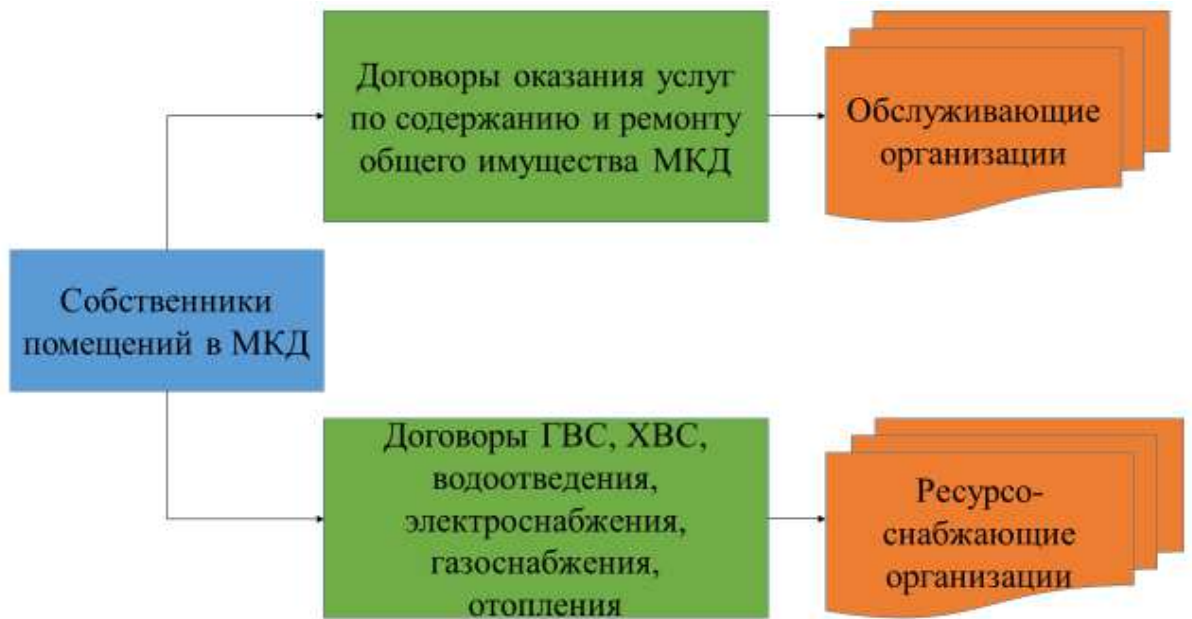 Договоры оказания услуг
по содержанию и ремонту
общего имущества МКД
Обслуживающие
организации
Собственники
помещений в МКД
Договоры ГВС, ХВС,
водоотведения,
электроснабжения,
газоснабжения,
отопления
Ресурсо-
снабжающие
организации